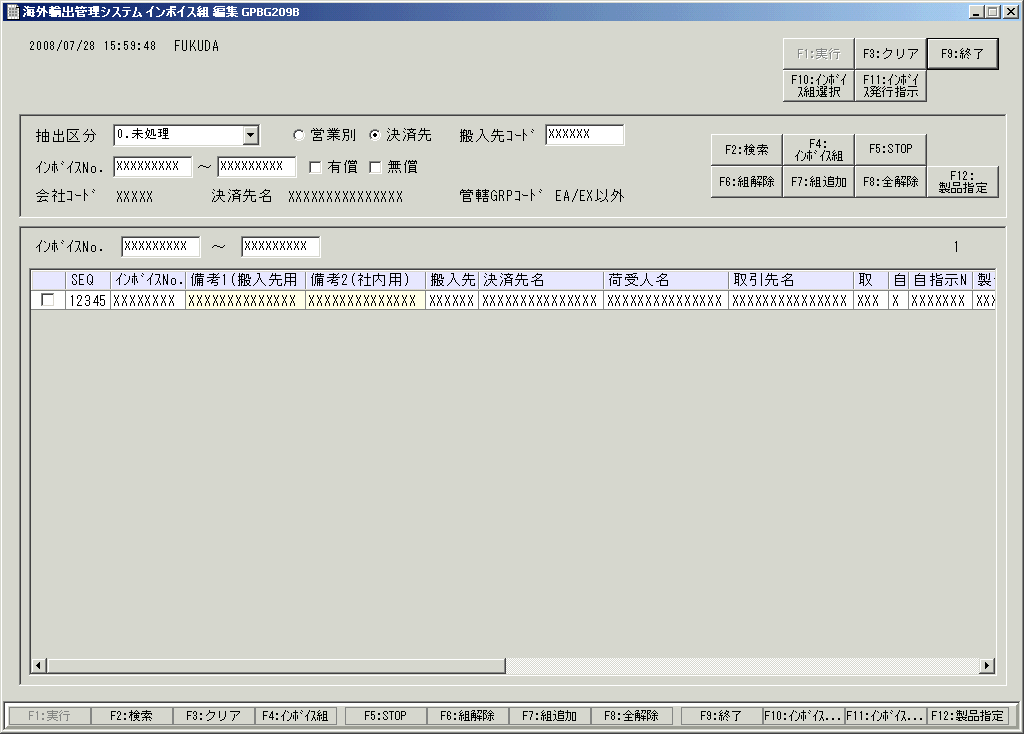 海外輸出管理システム インボイス組 編集 GPBG209B
2008/07/28 15:59:48 FUKUDA
F1:実行 F3:クリア F9:終了
F10:ｲﾝﾎﾞｲｽ組選択 F11:ｲﾝﾎﾞｲｽ発行指示
抽出区分 0.未処理 営業別 決済先 搬入先ｺｰﾄﾞ XXXXXX
ｲﾝﾎﾞｲｽNo. XXXXXXXXX ～ XXXXXXXXX 有償 無償
会社ｺｰﾄﾞ XXXXX 決済先名 XXXXXXXXXXXXXXX 管轄GRPｺｰﾄﾞ EA/EX以外
F2:検索 F4:ｲﾝﾎﾞｲｽ組 F5:STOP
F6:組解除 F7:組追加 F8:全解除 F12:製品指定
ｲﾝﾎﾞｲｽNo. XXXXXXXXX ～ XXXXXXXXX 1
SEQ ｲﾝﾎﾞｲｽNo. 備考1(搬入先用 備考2(社内用) 搬入先 決済先名 荷受人名 取引先名 取 自 自指示N 製
12345 XXXXXXXX XXXXXXXXXXXXXX XXXXXXXXXXXXXX XXXXXX XXXXXXXXXXXXXXX XXXXXXXXXXXXXXX XXXXXXXXXXXXXXX XXX X XXXXXXX XXX
F1:実行 F2:検索 F3:クリア F4:ｲﾝﾎﾞｲｽ組 F5:STOP F6:組解除 F7:組追加 F8:全解除 F9:終了 F10:ｲﾝﾎﾞｲｽ... F11:ｲﾝﾎﾞｲｽ... F12:製品指定